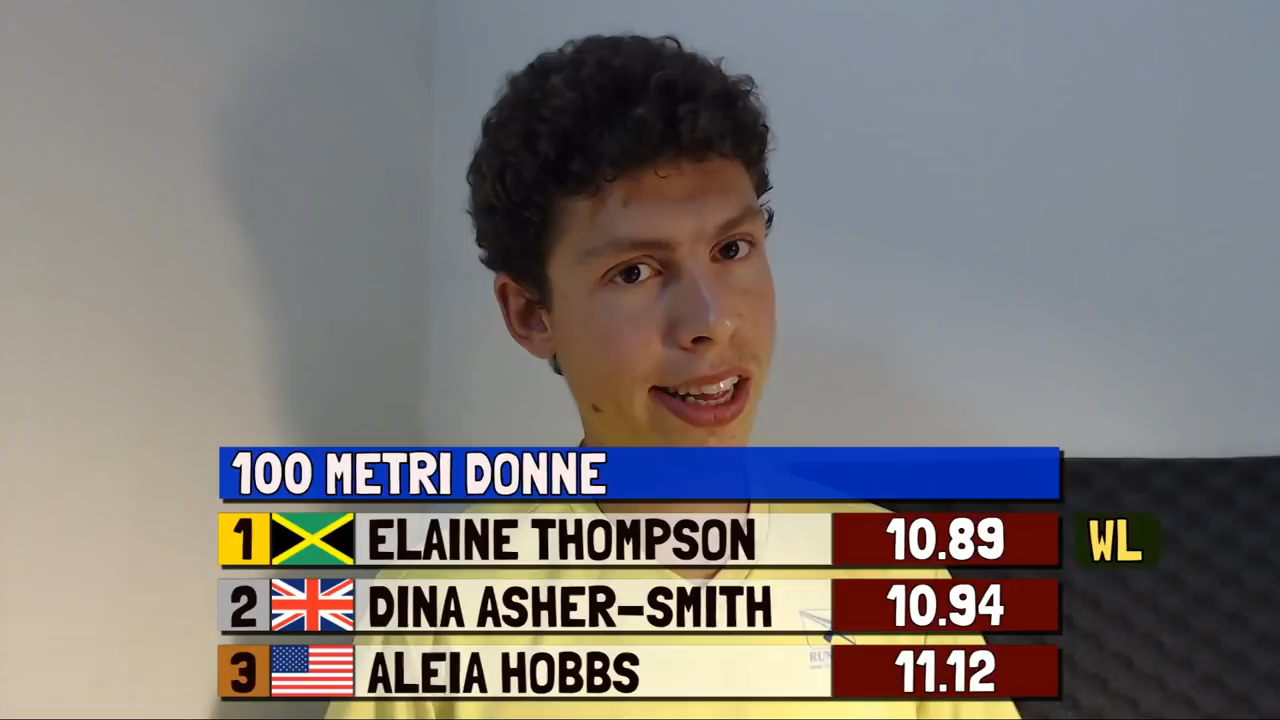 100 METRI DONNE
1 ELAINE THOMPSON 10.89 WL
2 DINA ASHER-SMITH 10.94
3 ALEIA HOBBS 11.12
RUN